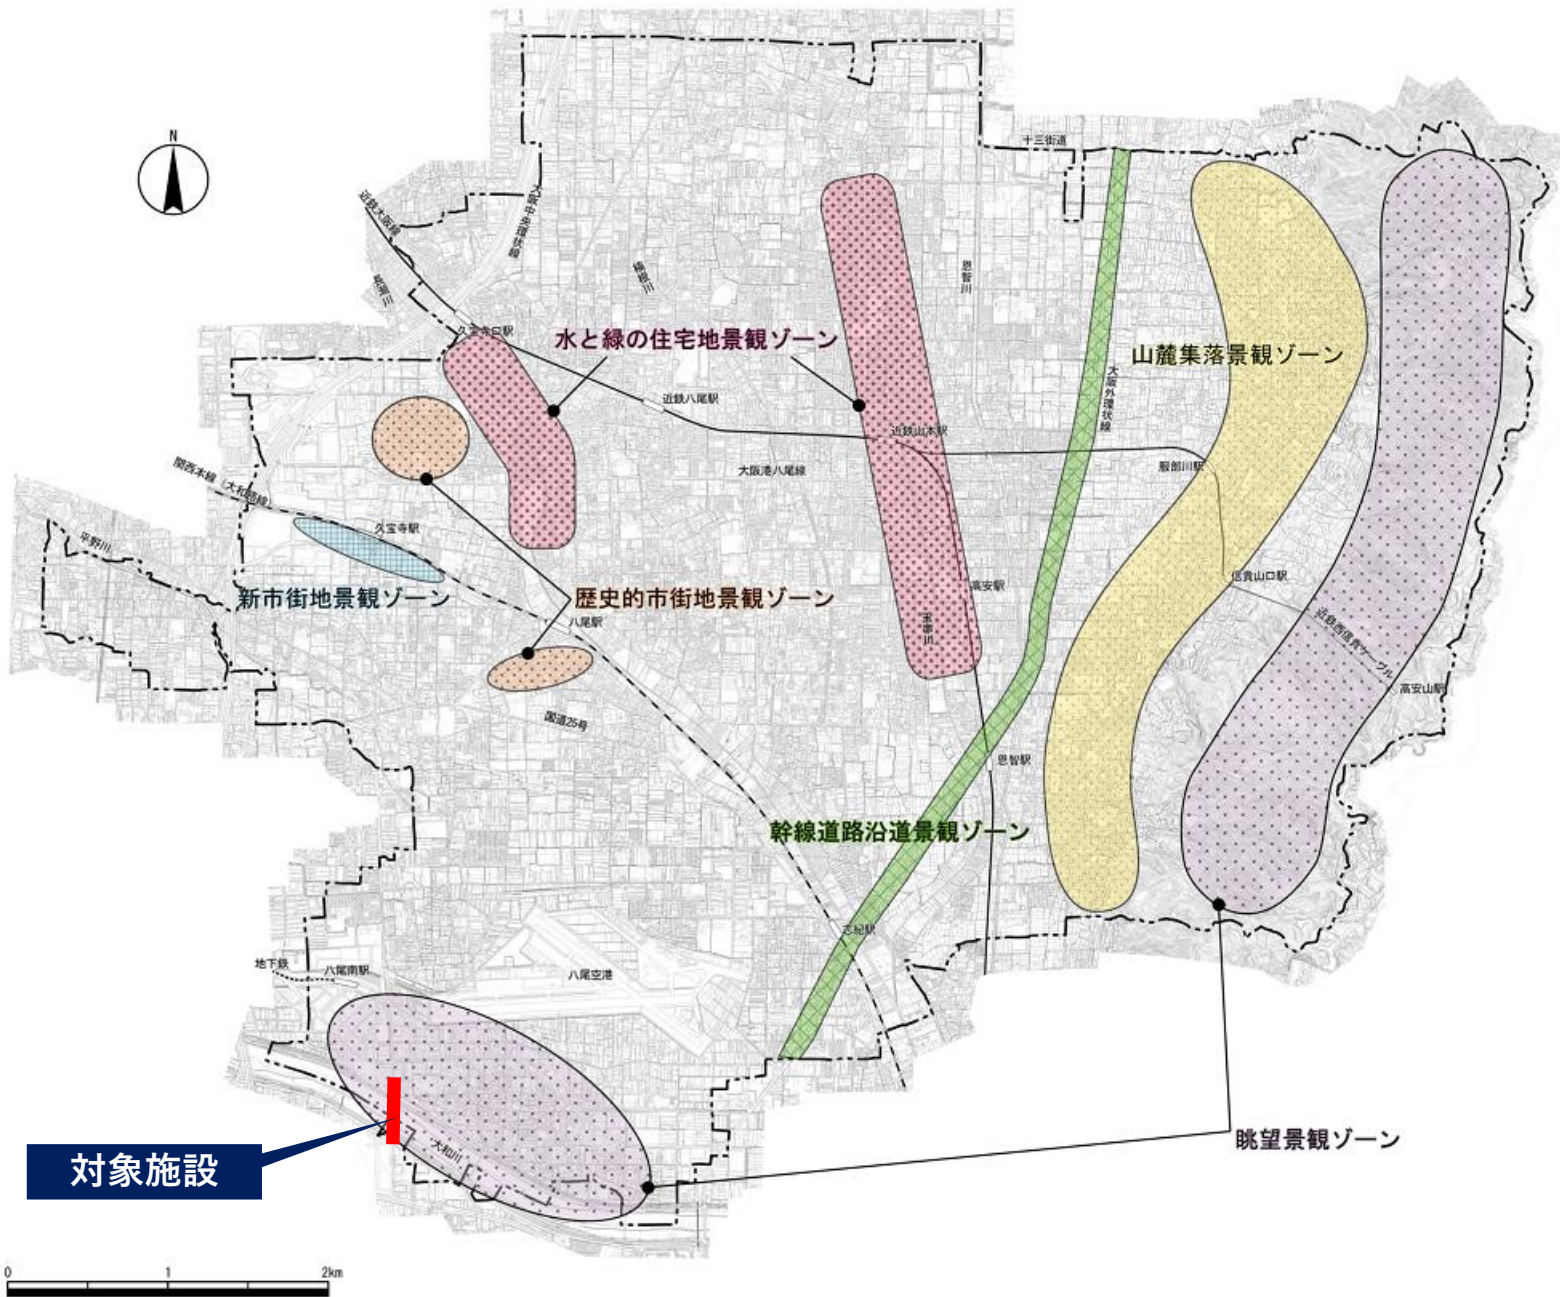 N
十三街道
近鉄大阪線
大阪中央環状線
長瀬川
楠根川
恩智川
久宝寺口駅
水と緑の住宅地景観ゾーン
山麓集落景観ゾーン
大阪外環状線
近鉄八尾駅
近鉄山本駅
大阪港八尾線
服部川駅
関西本線（大和路線）
久宝寺駅
平野川
信貴山口駅
高安駅
新市街地景観ゾーン
歴史的市街地景観ゾーン
八尾駅
玉串川
近鉄西信貴ケーブル
高安山駅
国道25号
恩智駅
幹線道路沿道景観ゾーン
志紀駅
地下鉄
八尾南駅
八尾空港
大和川
眺望景観ゾーン
対象施設
0 1 2km